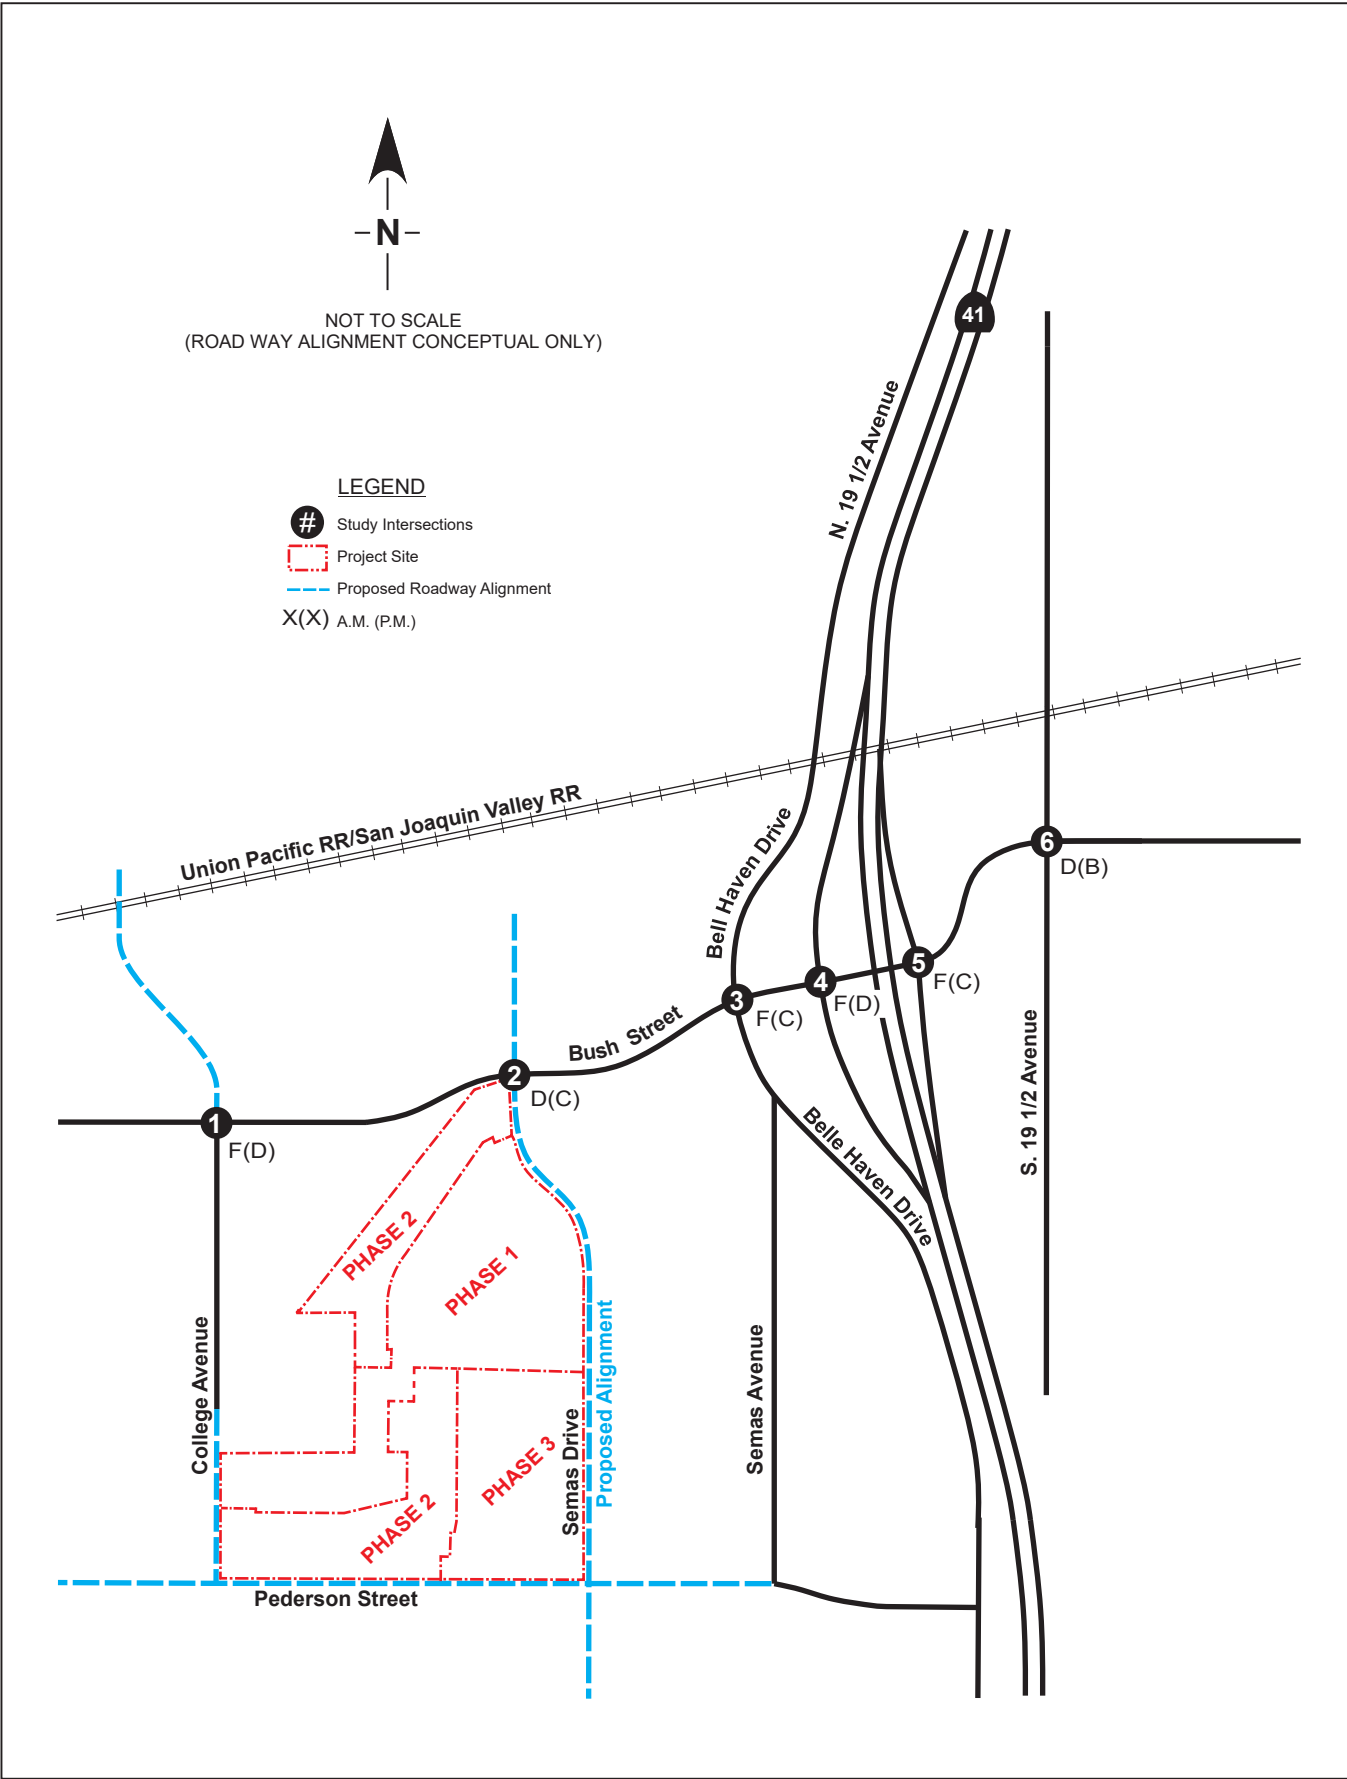 N
NOT TO SCALE
(ROAD WAY ALIGNMENT CONCEPTUAL ONLY)
41
N. 19 1/2 Avenue
LEGEND
# Study Intersections
Project Site
Proposed Roadway Alignment
X(X) A.M. (P.M.)
Union Pacific RR/San Joaquin Valley RR
Bell Haven Drive
6
D(B)
5
F(C)
4
F(D)
3
F(C)
Bush Street
2
D(C)
1
F(D)
S. 19 1/2 Avenue
Belle Haven Drive
PHASE 2
PHASE 1
College Avenue
Semas Drive
Proposed Alignment
Semas Avenue
PHASE 3
PHASE 2
Pederson Street